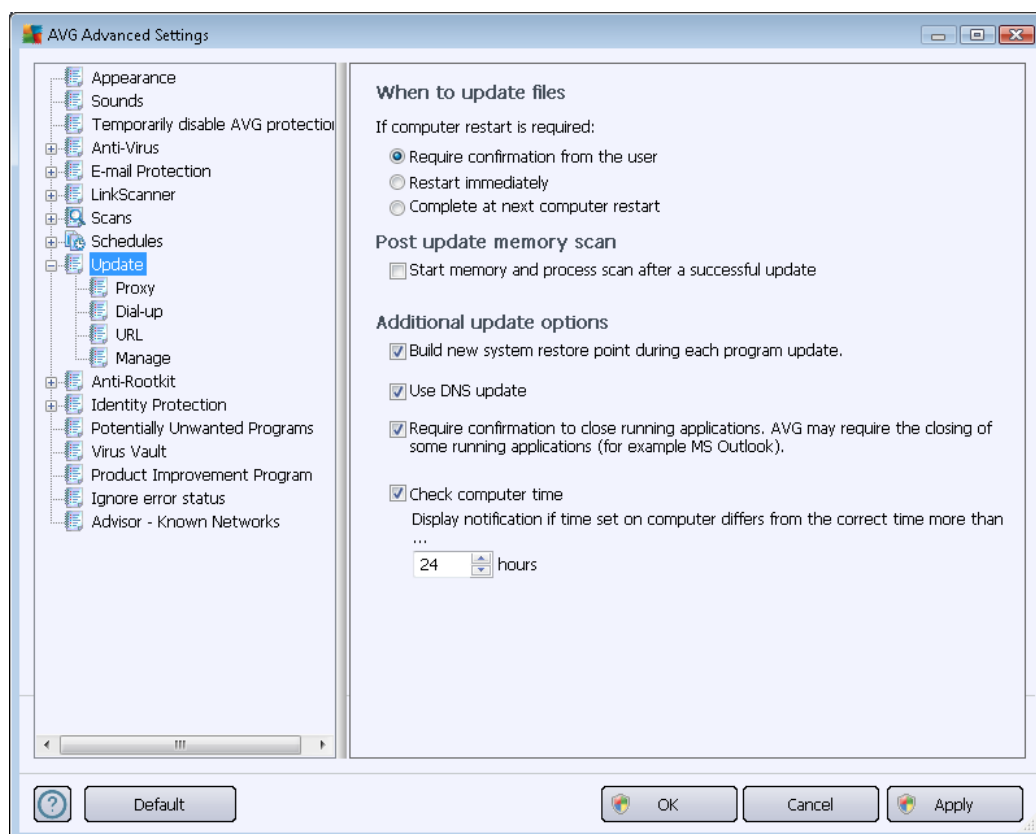 AVG Advanced Settings
Appearance
Sounds
Temporarily disable AVG protection
Anti-Virus
E-mail Protection
LinkScanner
Scans
Schedules
Update
Proxy
Dial-up
URL
Manage
Anti-Rootkit
Identity Protection
Potentially Unwanted Programs
Virus Vault
Product Improvement Program
Ignore error status
Advisor - Known Networks
When to update files
If computer restart is required:
Require confirmation from the user
Restart immediately
Complete at next computer restart
Post update memory scan
Start memory and process scan after a successful update
Additional update options
Build new system restore point during each program update.
Use DNS update
Require confirmation to close running applications. AVG may require the closing of
some running applications (for example MS Outlook).
Check computer time
Display notification if time set on computer differs from the correct time more than
...
24 hours
? Default OK Cancel Apply